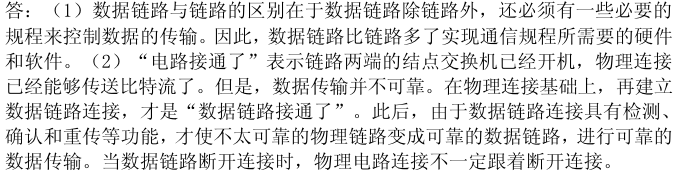 答：（1）数据链路与链路的区别在于数据链路除链路外，还必须有一些必要的
规程来控制数据的传输。因此，数据链路比链路多了实现通信规程所需要的硬件
和软件。（2）“电路接通了”表示链路两端的结点交换机已经开机，物理连接
已经能够传送比特流了。但是，数据传输并不可靠。在物理连接基础上，再建立
数据链路连接，才是“数据链路接通了”。此后，由于数据链路连接具有检测、
确认和重传等功能，才使不太可靠的物理链路变成可靠的数据链路，进行可靠的
数据传输。当数据链路断开连接时，物理电路连接不一定跟着断开连接。